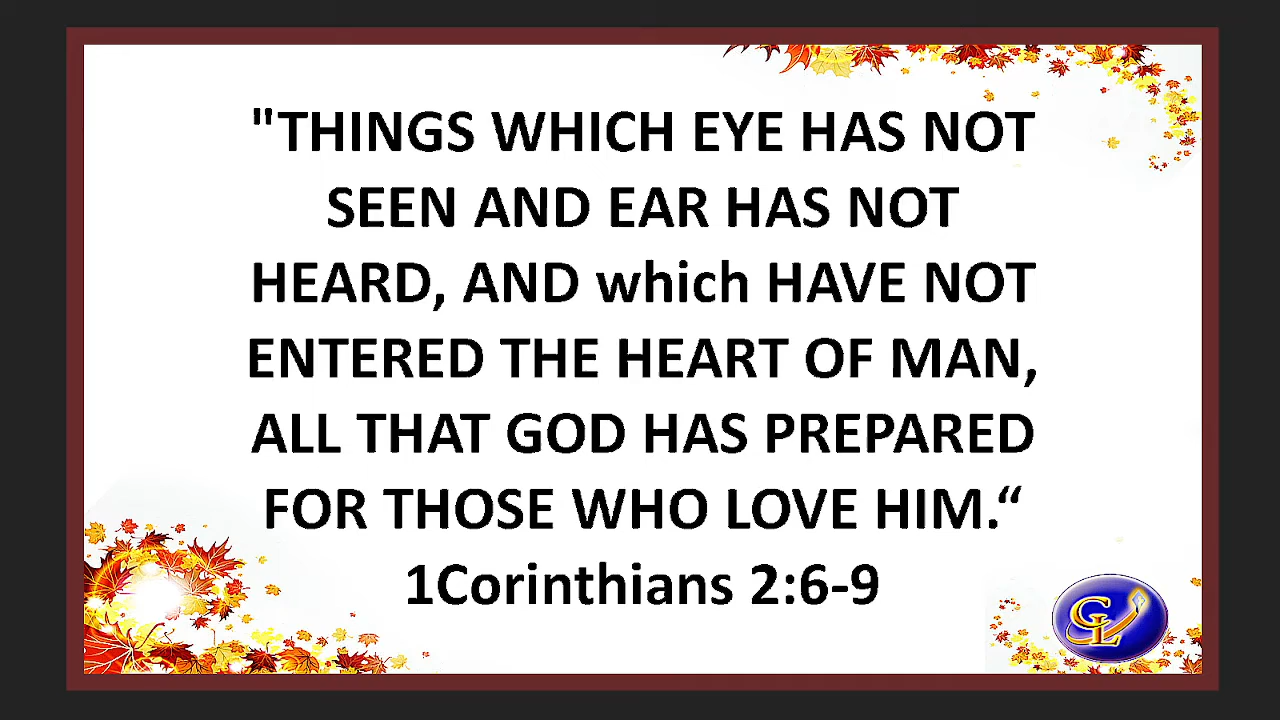 "THINGS WHICH EYE HAS NOT
SEEN AND EAR HAS NOT
HEARD, AND which HAVE NOT
ENTERED THE HEART OF MAN,
ALL THAT GOD HAS PREPARED
FOR THOSE WHO LOVE HIM.“
1Corinthians 2:6-9
CL